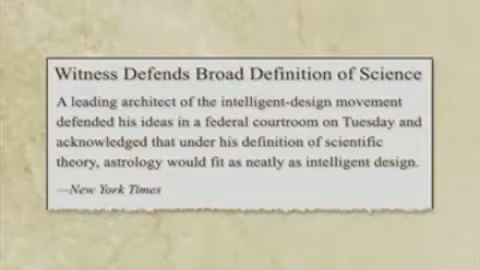 Witness Defends Broad Definition of Science
A leading architect of the intelligent-design movement
defended his ideas in a federal courtroom on Tuesday and
acknowledged that under his definition of scientific
theory, astrology would fit as neatly as intelligent design.
—New York Times